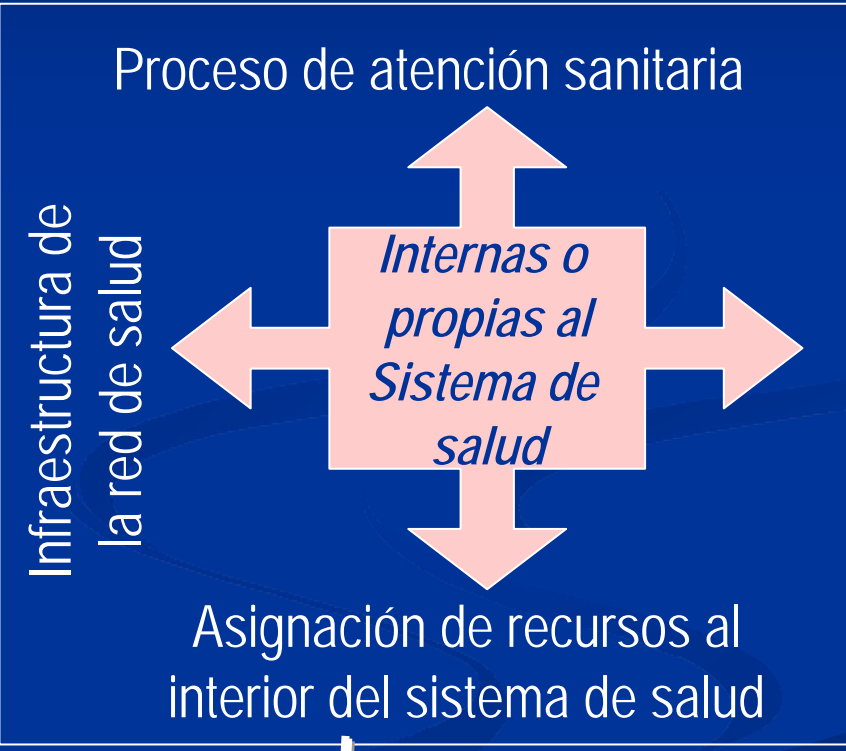 Proceso de atención sanitaria
Infraestructura de
la red de salud
Internas o
propias al
Sistema de
salud
Asignación de recursos al
interior del sistema de salud